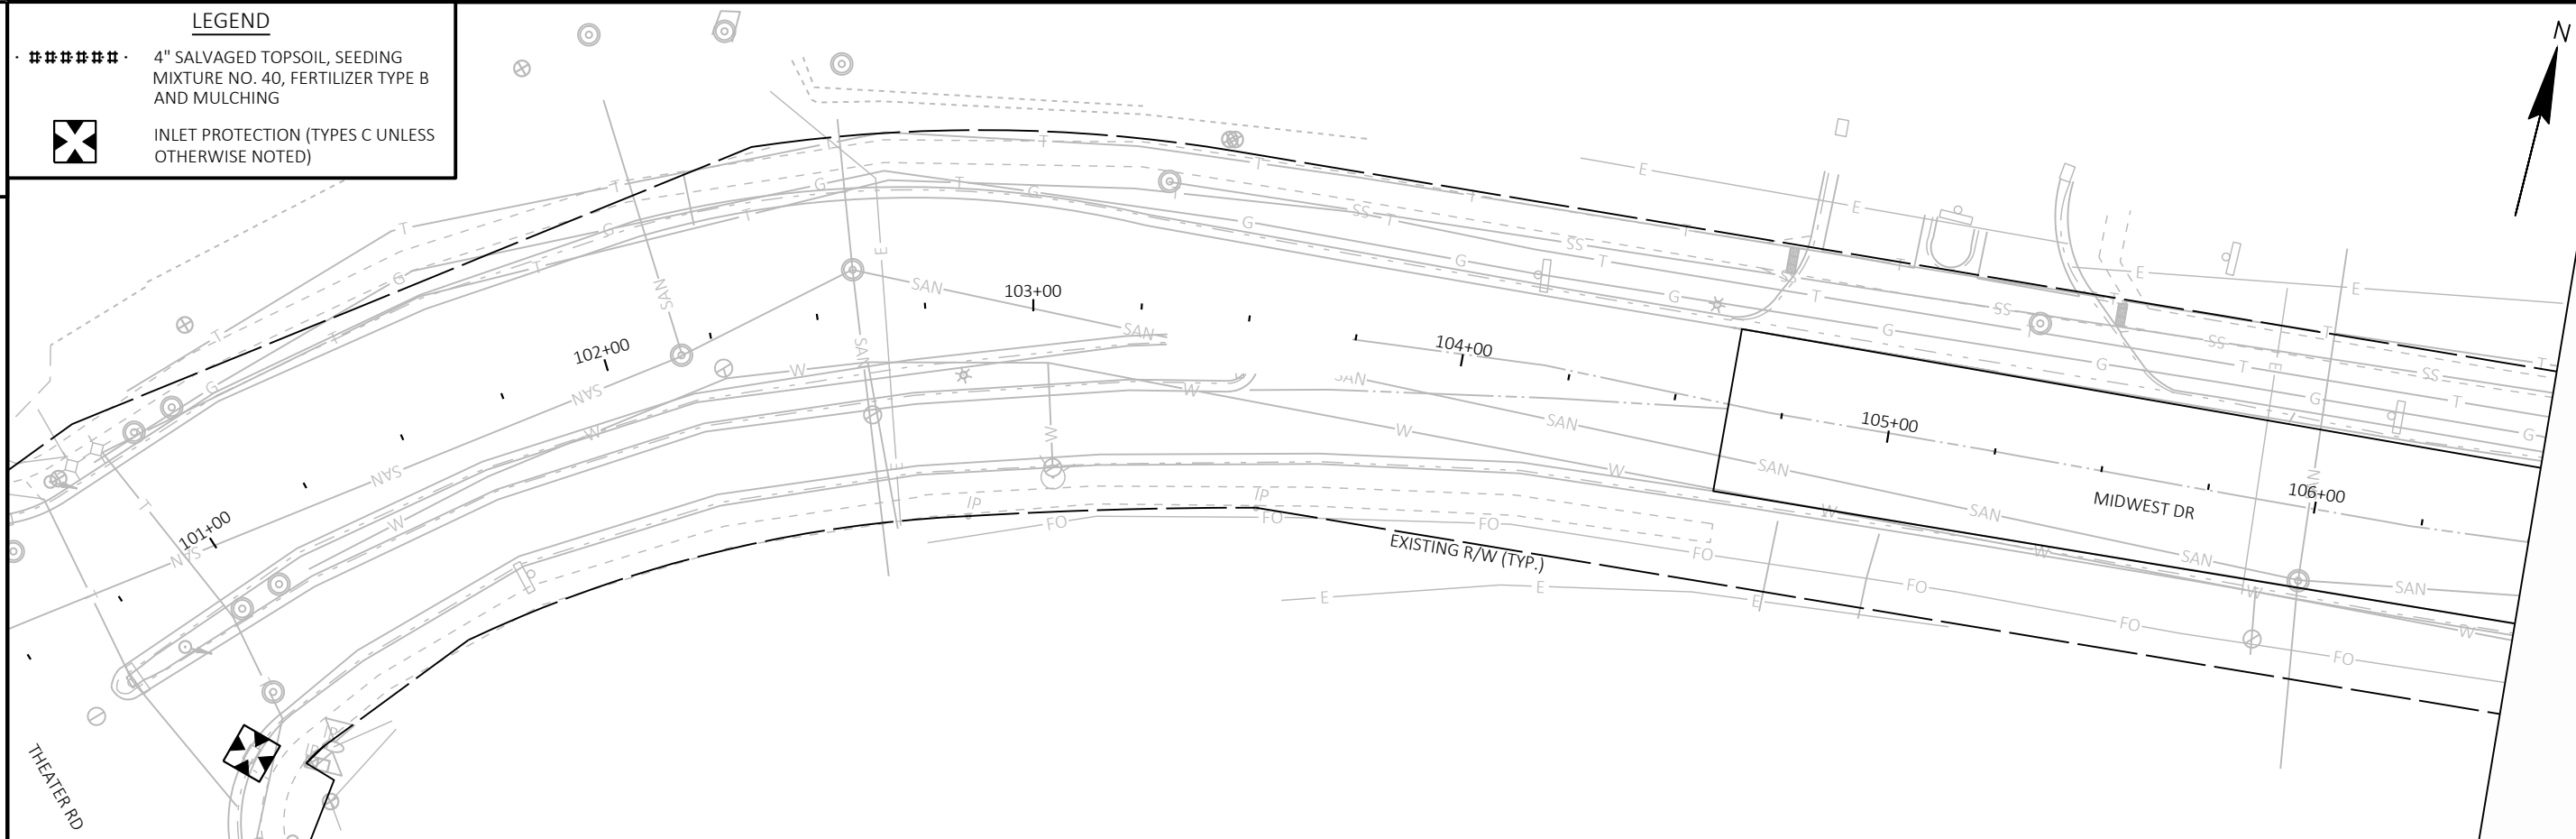 LEGEND
4" SALVAGED TOPSOIL, SEEDING
MIXTURE NO. 40, FERTILIZER TYPE B
AND MULCHING
INLET PROTECTION (TYPES C UNLESS
OTHERWISE NOTED)
N
101+00
102+00
103+00
104+00
105+00
106+00
MIDWEST DR
EXISTING R/W (TYP.)
THEATER RD
T
T
T
T
T
T
T
T
T
G
G
G
G
G
G
G
G
G
G
G
T
T
T
T
T
T
T
T
T
SS
SS
SS
SS
SS
SS
E
E
E
E
E
E
E
SAN
SAN
SAN
SAN
SAN
SAN
SAN
SAN
SAN
SAN
SAN
SAN
W
W
W
W
W
W
W
W
W
W
W
IP
IP
FO
FO
FO
FO
FO
FO
FO
E
E
E